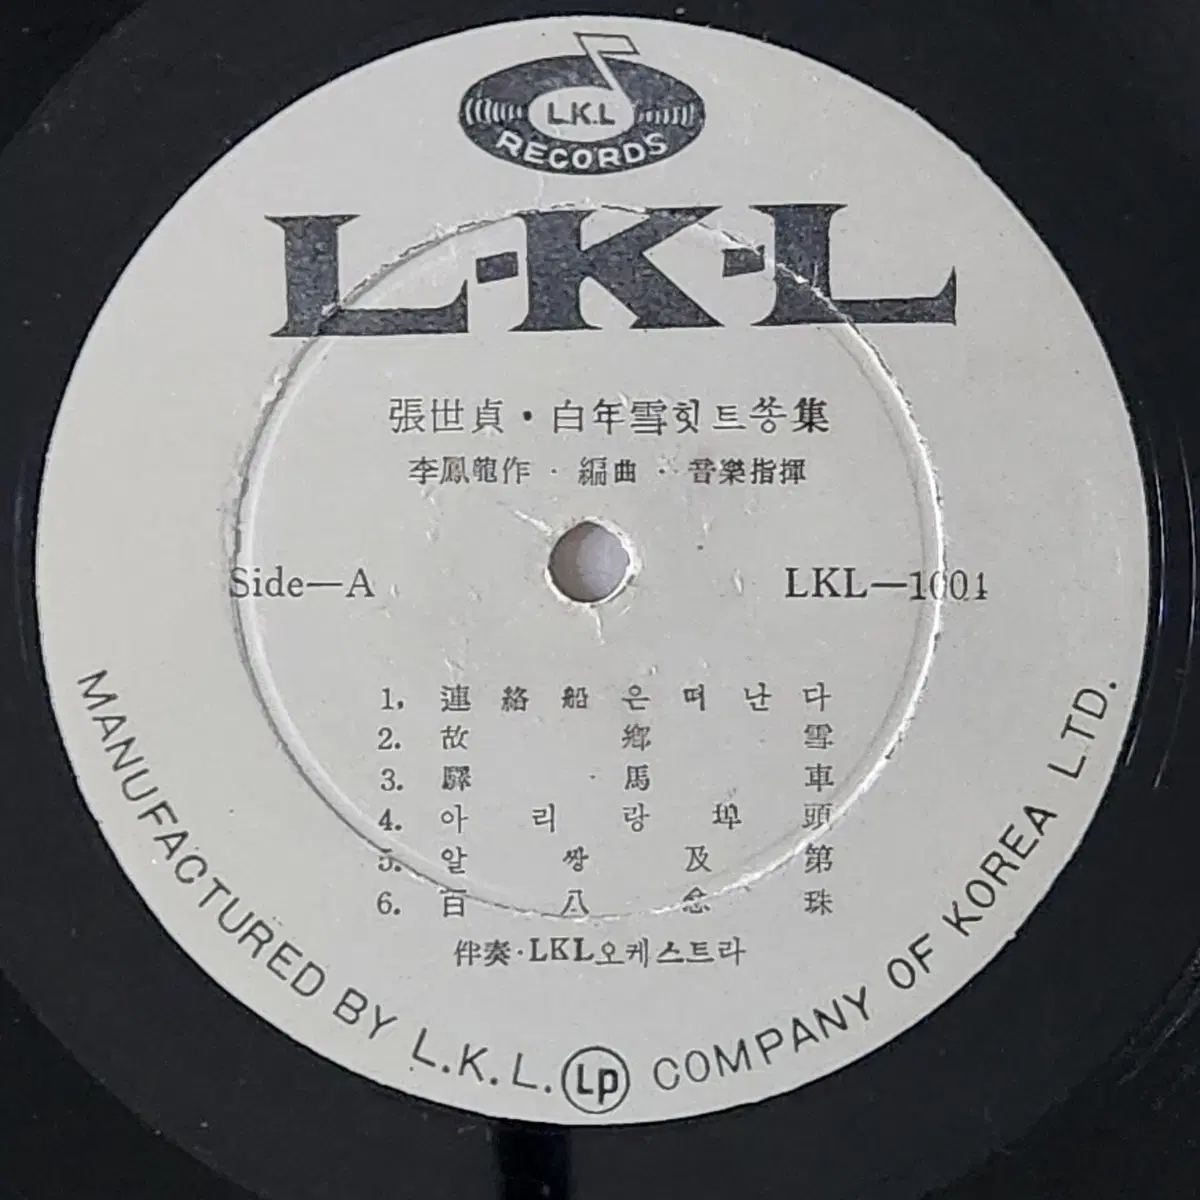 L.K.L
RECORDS
L·K·L
張世貞·白年雪힛트쏭集
李鳳龍作 · 編曲 · 音樂指揮
Side—A
LKL—1001
1. 連絡船은떠난다
2. 故鄕雪
3. 驛馬車
4. 아리랑埠頭
5. 알쌍及第
6. 百八念珠
伴奏·LKL오케스트라
MANUFACTURED BY L.K.L. Lp COMPANY OF KOREA LTD.